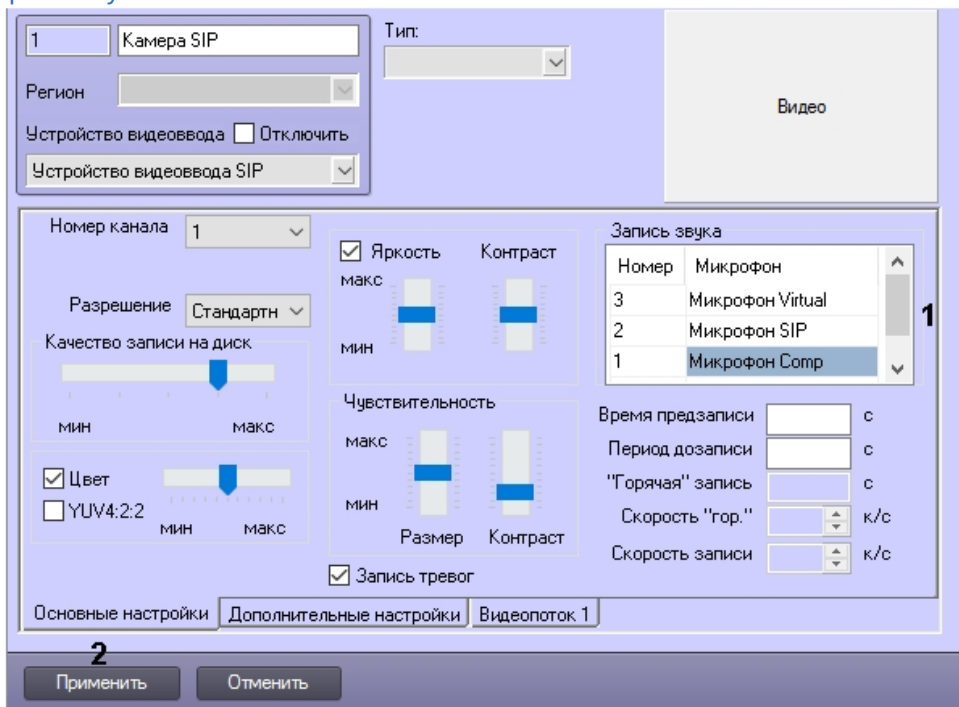 1 Камера SIP
Тип:
Регион
Видео
Устройство видеоввода Отключить
Устройство видеоввода SIP
Номер канала 1
Разрешение Стандартн
Качество записи на диск
мин макс
Цвет
YUV4:2:2
мин макс
Яркость Контраст
макс
мин
Чувствительность
макс
мин
Размер Контраст
Запись тревог
Запись звука
Номер Микрофон
3 Микрофон Virtual
2 Микрофон SIP
1 Микрофон Comp
1
Время предзаписи с
Период дозаписи с
"Горячая" запись с
Скорость "гор." к/с
Скорость записи к/с
Основные настройки Дополнительные настройки Видеопоток 1
2
Применить Отменить